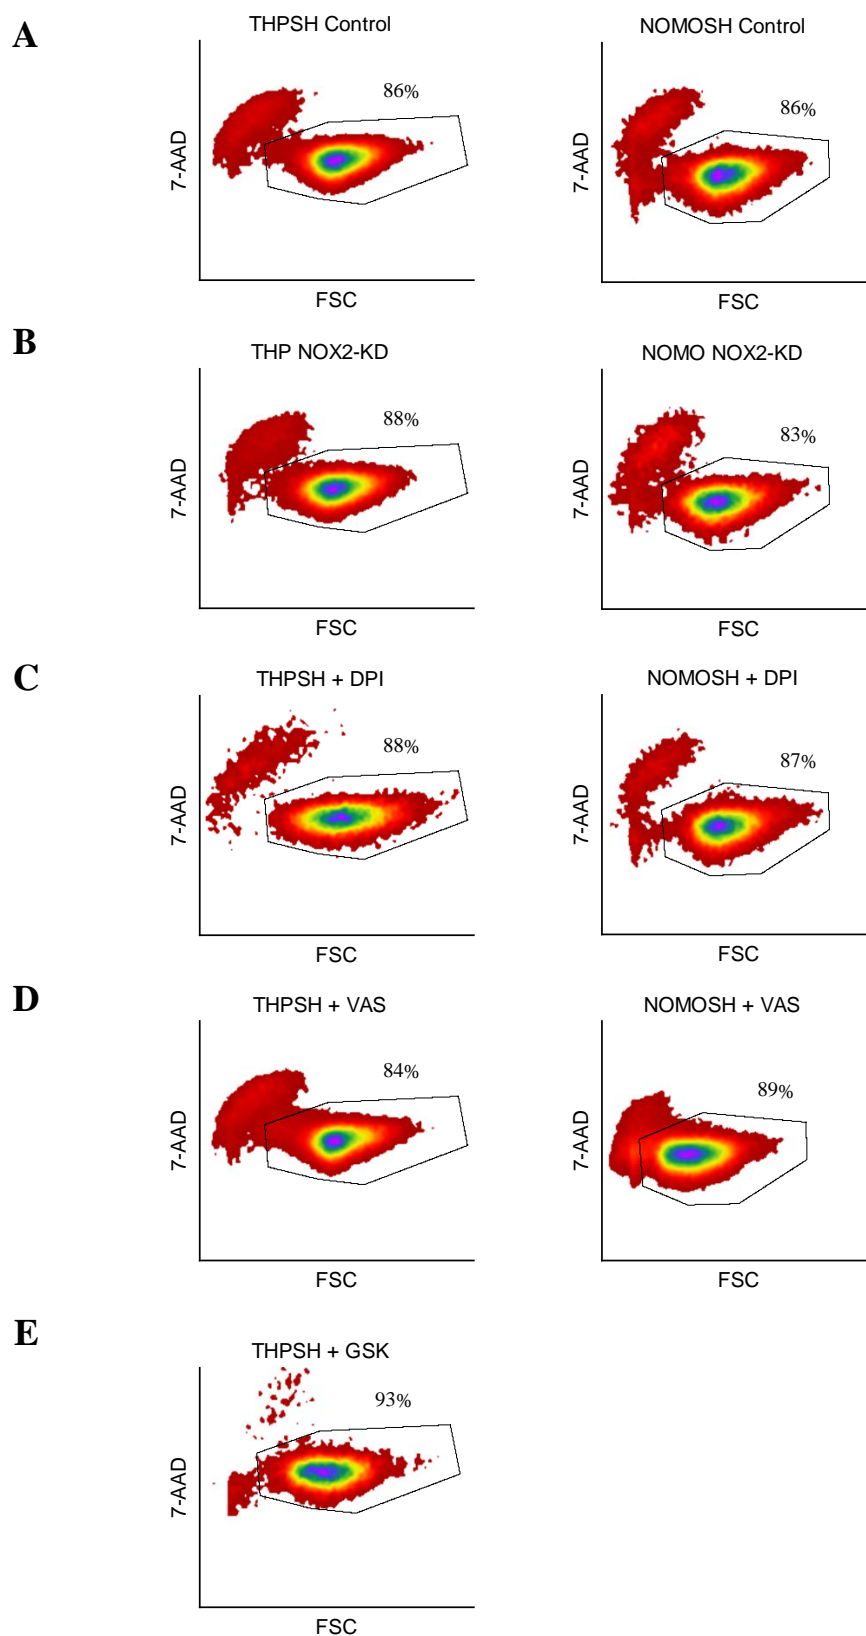 A
THPSH Control
NOMOSH Control
86%
86%
7-AAD
7-AAD
FSC
FSC
B
THP NOX2-KD
NOMO NOX2-KD
88%
83%
7-AAD
7-AAD
FSC
FSC
C
THPSH + DPI
NOMOSH + DPI
88%
87%
7-AAD
7-AAD
FSC
FSC
D
THPSH + VAS
NOMOSH + VAS
84%
89%
7-AAD
7-AAD
FSC
FSC
E
THPSH + GSK
93%
7-AAD
FSC